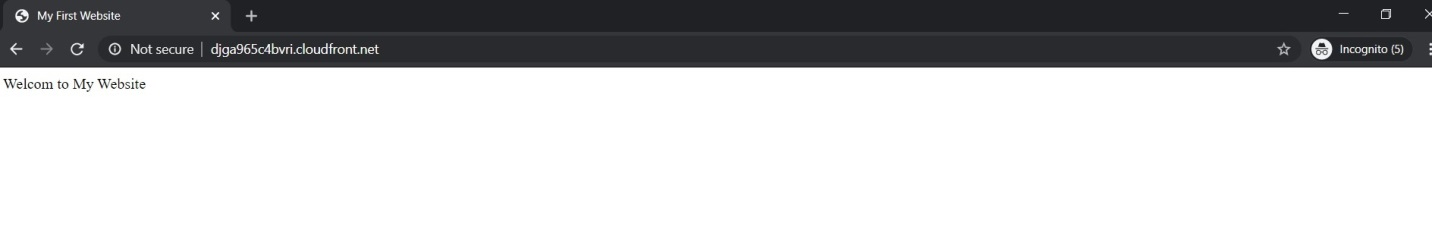 My First Website
Not secure | djga965c4bvri.cloudfront.net
Incognito (5)
Welcom to My Website